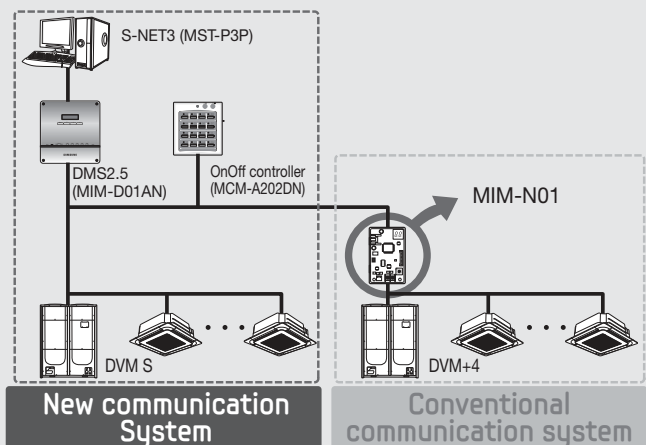 S-NET3 (MST-P3P)
DMS2.5
(MIM-D01AN)
OnOff controller
(MCM-A202DN)
MIM-N01
DVM S
DVM+4
New communication
System
Conventional
communication system